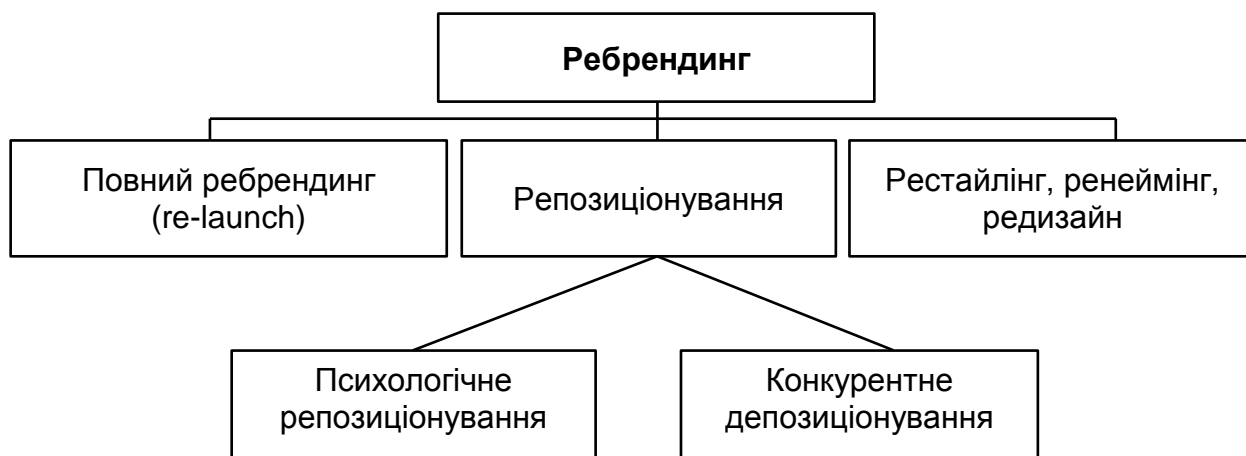 Ребрендинг
Повний ребрендинг
(re-launch)
Репозиціонування
Рестайлінг, ренеймінг,
редизайн
Психологічне
репозиціонування
Конкурентне
депозиціонування